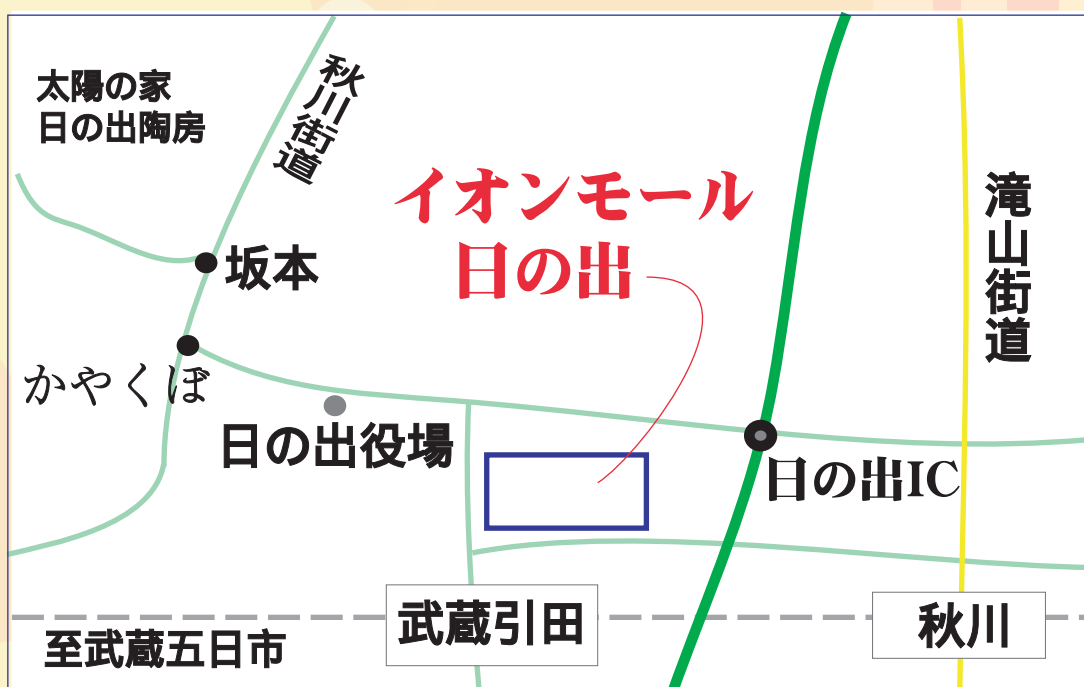 太陽の家
日の出陶房
秋川街道
イオンモール
日の出
滝山街道
坂本
かやくぼ
日の出役場
日の出IC
武蔵引田
秋川
至武蔵五日市